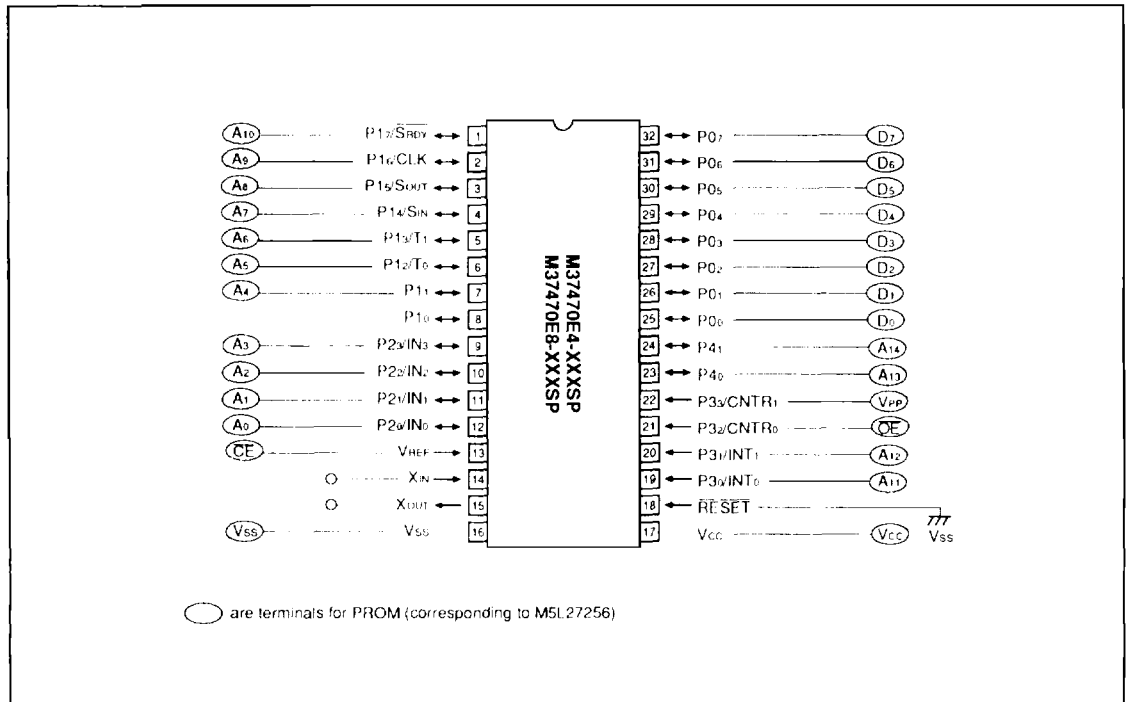 A10 P17/SRDY 1 32 P07 D7
A9 P16/CLK 2 31 P06 D6
A8 P15/SOUT 3 30 P05 D5
A7 P14/SIN 4 29 P04 D4
A6 P13/T1 5 28 P03 D3
A5 P12/T0 6 27 P02 D2
A4 P11 7 26 P01 D1
P10 8 25 P00 D0
A3 P23/IN3 9 24 P41 A14
A2 P22/IN2 10 23 P40 A13
A1 P21/IN1 11 22 P33/CNTR1 VPP
A0 P20/IN0 12 21 P32/CNTR0 OE
CE VREF 13 20 P31/INT1 A12
XIN 14 19 P30/INT0 A11
XOUT 15 18 RESET
VSS VSS 16 17 VCC VCC VSS
M37470E4-XXXSP
M37470E8-XXXSP
are terminals for PROM (corresponding to M5L27256)